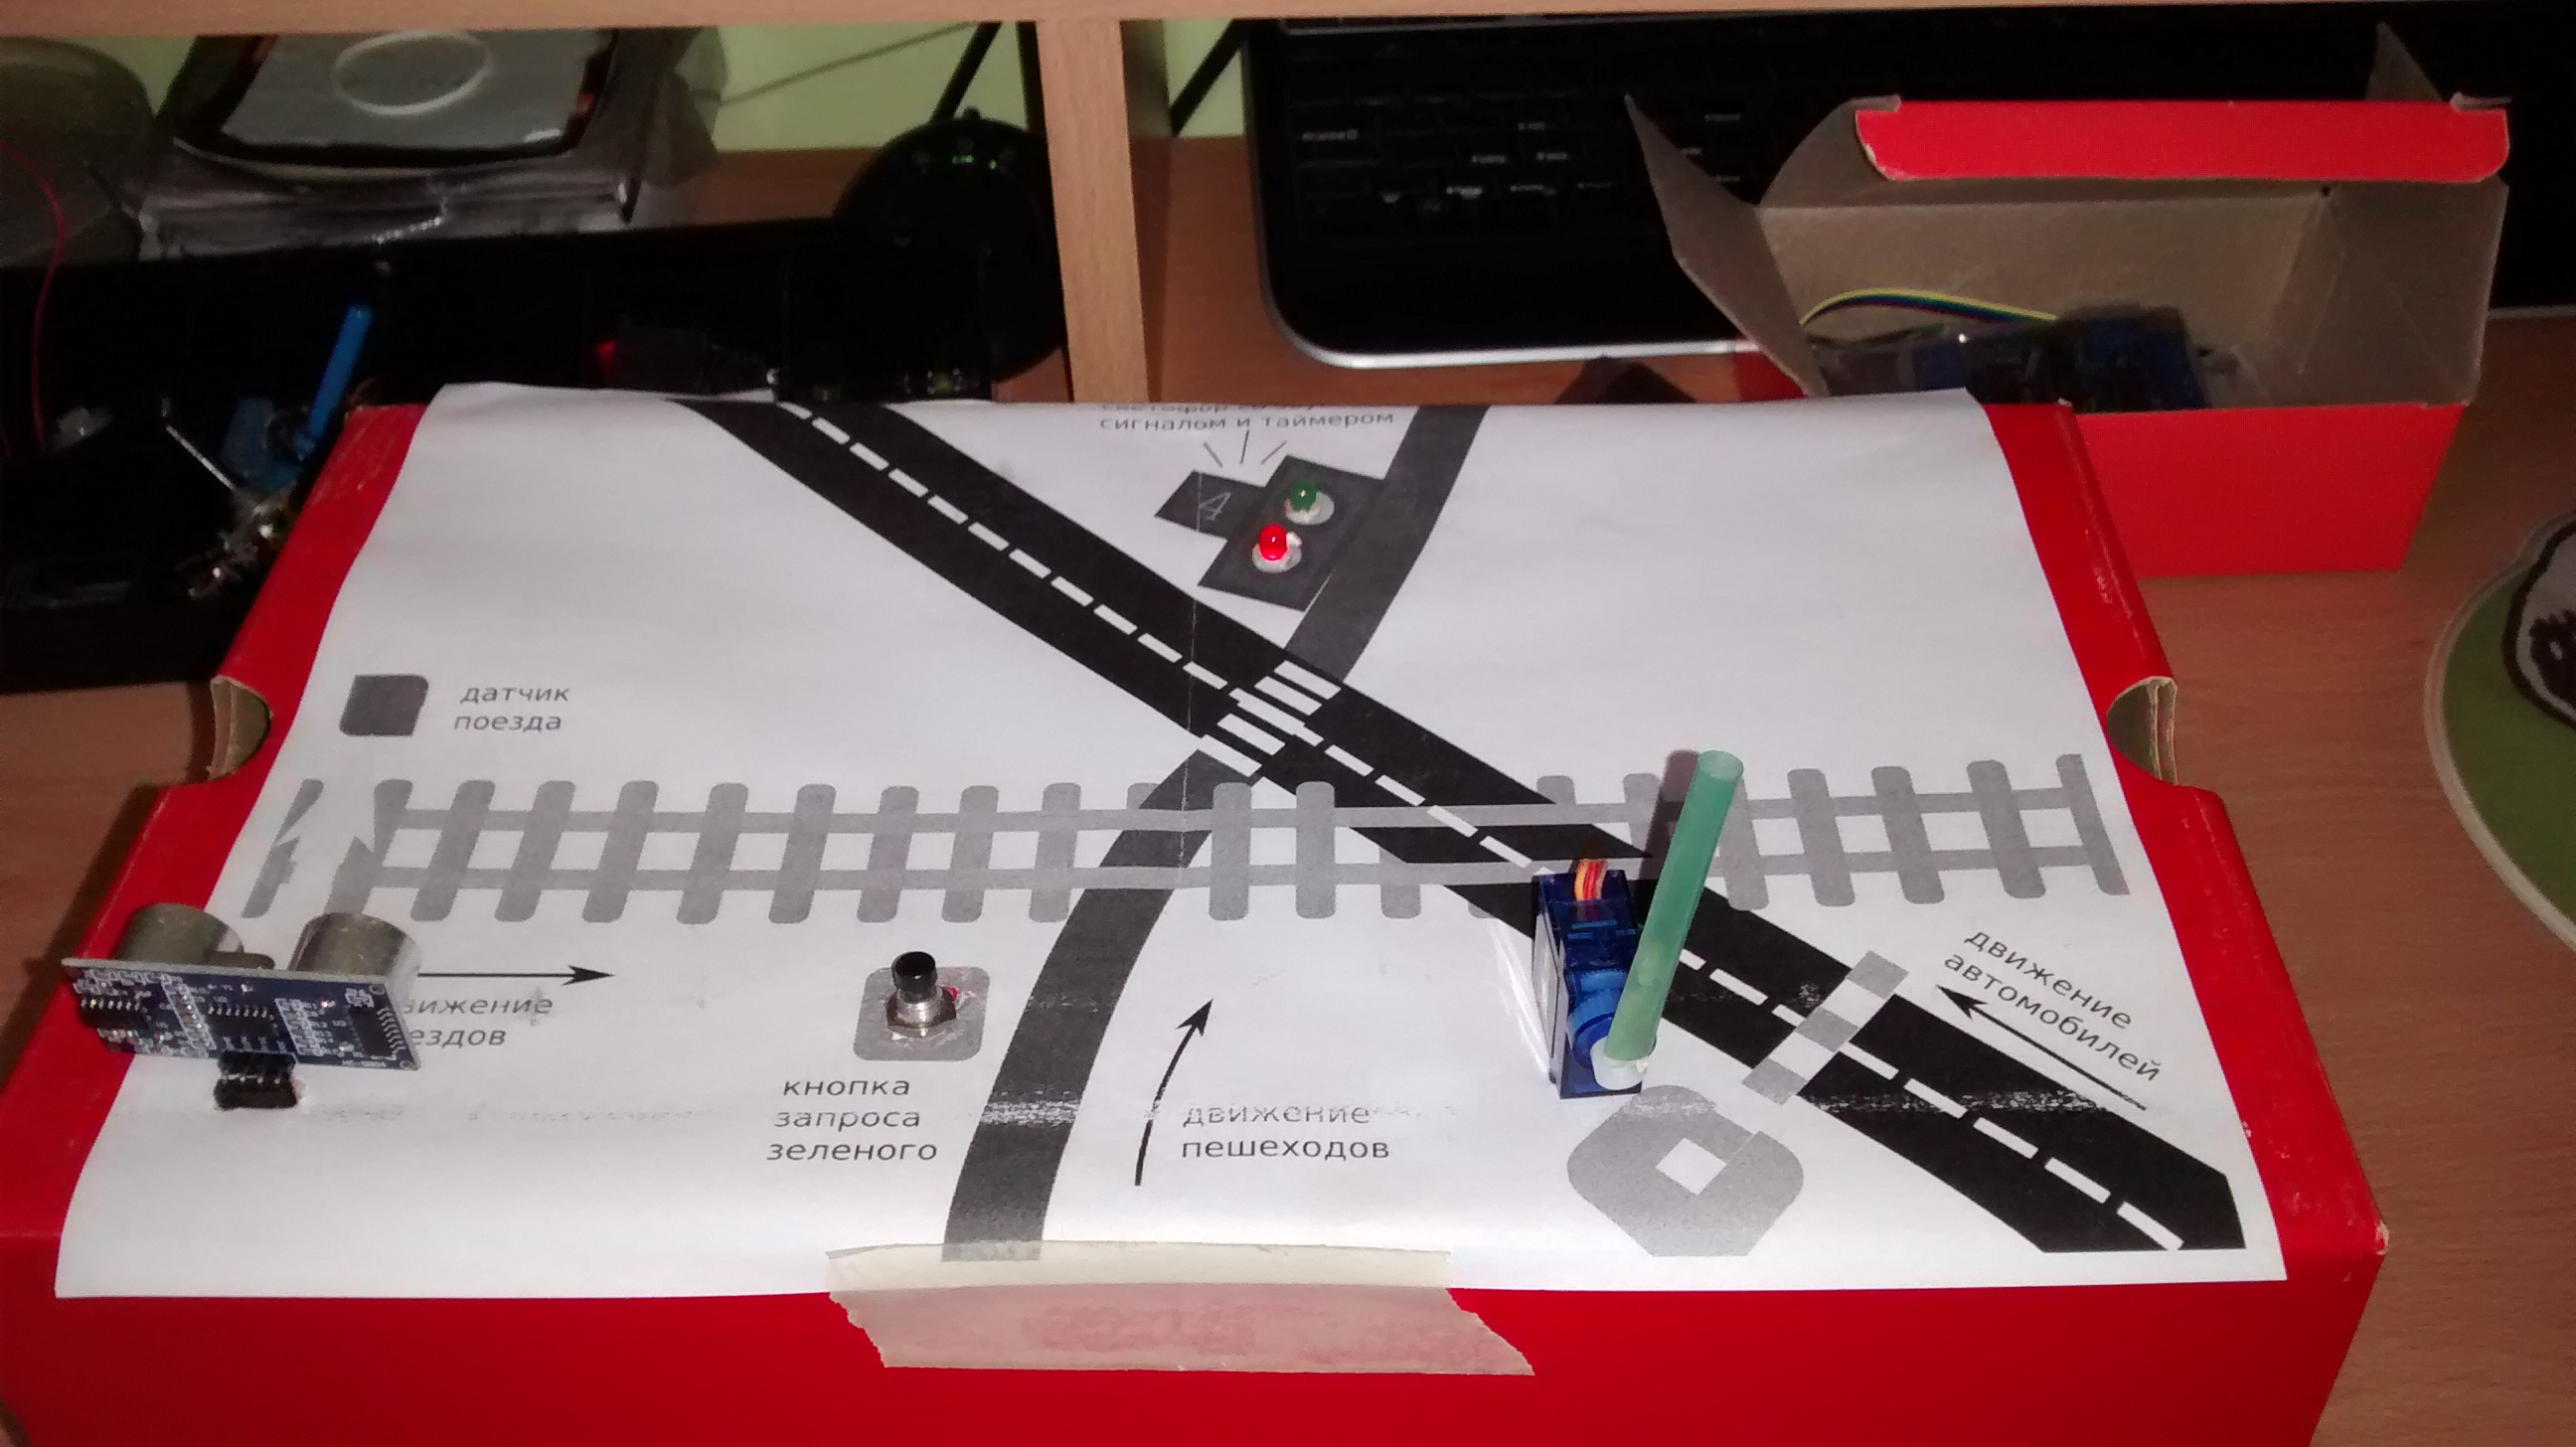 сигналом и таймером
4
датчик
поезда
движение
автомобилей
кнопка
запроса
зеленого
движение
пешеходов